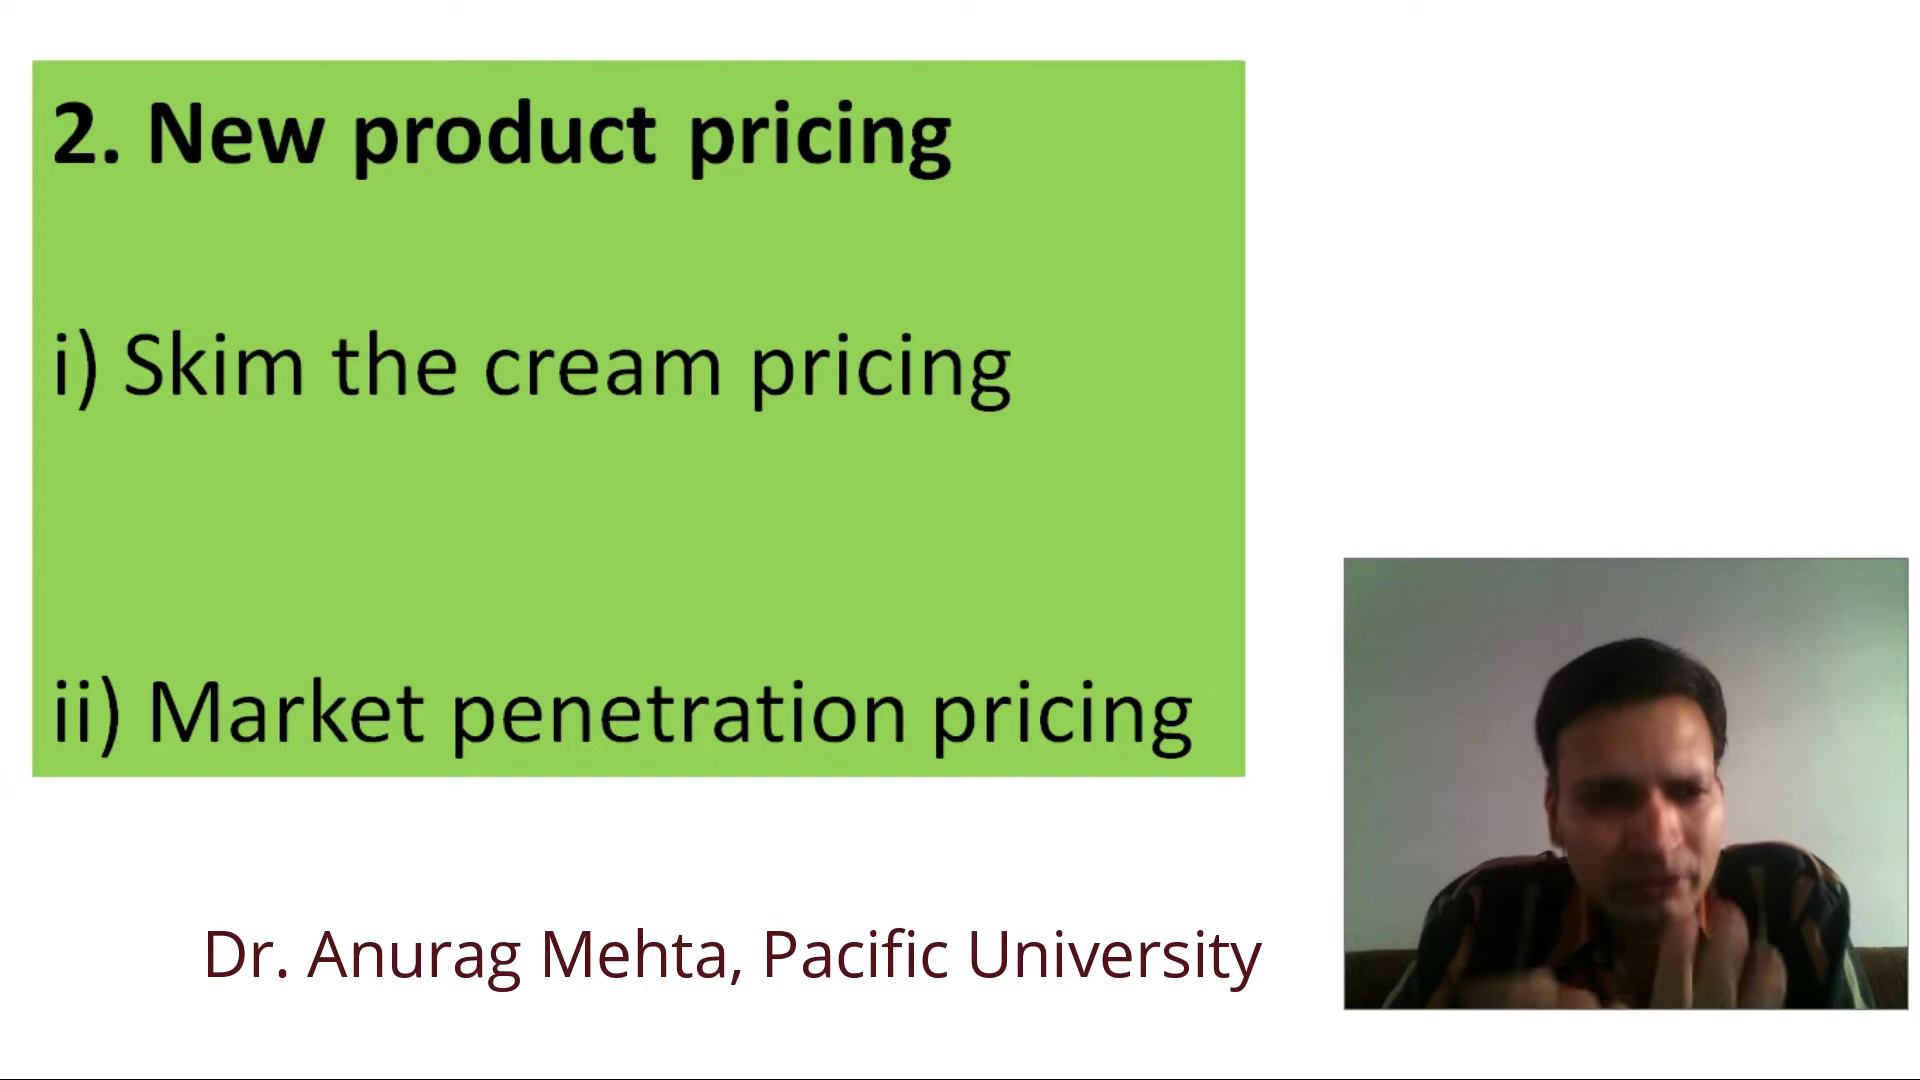 2. New product pricing
i) Skim the cream pricing
ii) Market penetration pricing
Dr. Anurag Mehta, Pacific University